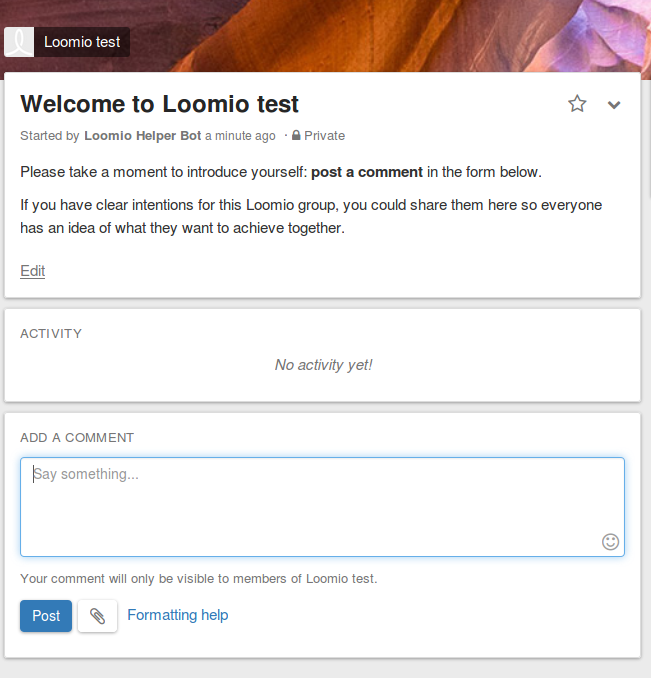 Loomio test
Welcome to Loomio test
Started by Loomio Helper Bot a minute ago · Private
Please take a moment to introduce yourself: post a comment in the form below.
If you have clear intentions for this Loomio group, you could share them here so everyone
has an idea of what they want to achieve together.
Edit
ACTIVITY
No activity yet!
ADD A COMMENT
Say something...
Your comment will only be visible to members of Loomio test.
Post
Formatting help